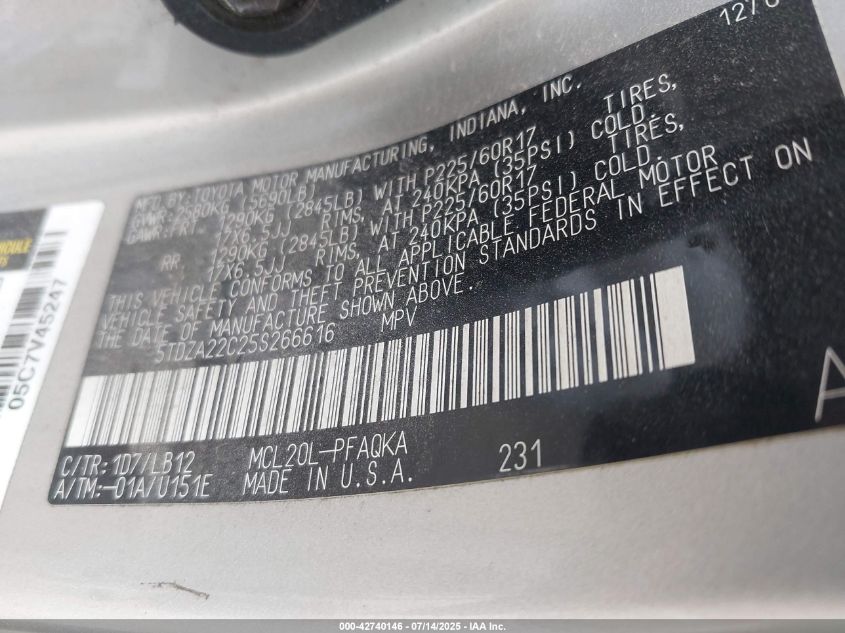 12/0
MFD.BY:TOYOTA MOTOR MANUFACTURING, INDIANA, INC.
GVWR:2580KG (5690LB)
GAWR:FRT 1290KG (2845LB) WITH P225/60R17 TIRES,
17X6.5JJ RIMS, AT 240KPA (35PSI) COLD.
RR 1290KG (2845LB) WITH P225/60R17 TIRES,
17X6.5JJ RIMS, AT 240KPA (35PSI) COLD.
THIS VEHICLE CONFORMS TO ALL APPLICABLE FEDERAL MOTOR
VEHICLE SAFETY AND THEFT PREVENTION STANDARDS IN EFFECT ON
THE DATE OF MANUFACTURE SHOWN ABOVE.
5TDZA22C25S266616 MPV
C/TR:1D7/LB12 MCL20L-PFAQKA 231
A/TM:-01A/U151E MADE IN U.S.A.
A
05C7V45247
000-42740146 - 07/14/2025 - IAA Inc.